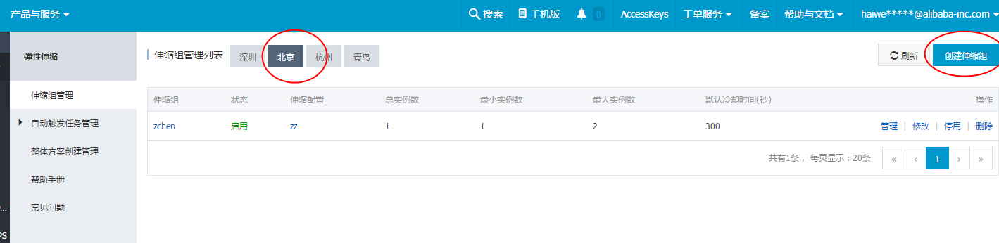 产品与服务 搜索 手机版 0 AccessKeys 工单服务 备案 帮助与文档 haiwe*****@alibaba-inc.com
弹性伸缩
伸缩组管理
自动触发任务管理
整体方案创建管理
帮助手册
常见问题
...
PS
伸缩组管理列表 深圳 北京 杭州 青岛 刷新 创建伸缩组
伸缩组 状态 伸缩配置 总实例数 最小实例数 最大实例数 默认冷却时间(秒) 操作
zchen 启用 zz 1 1 2 300 管理 | 修改 | 停用 | 删除
共有1条， 每页显示：20条 « ‹ 1 › »